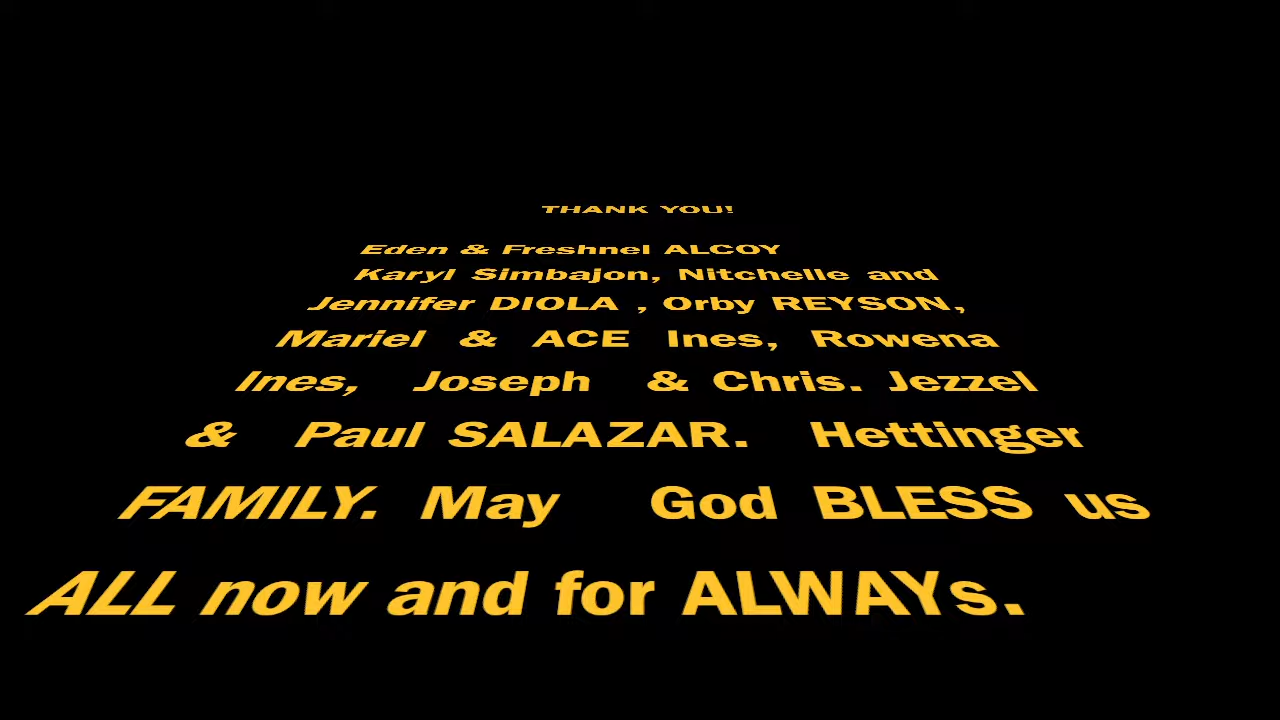 THANK YOU!
Eden & Freshnel ALCOY
Karyl Simbajon, Nitchelle and
Jennifer DIOLA , Orby REYSON,
Mariel & ACE Ines, Rowena
Ines, Joseph & Chris. Jezzel
& Paul SALAZAR. Hettinger
FAMILY. May God BLESS us
ALL now and for ALWAYs.